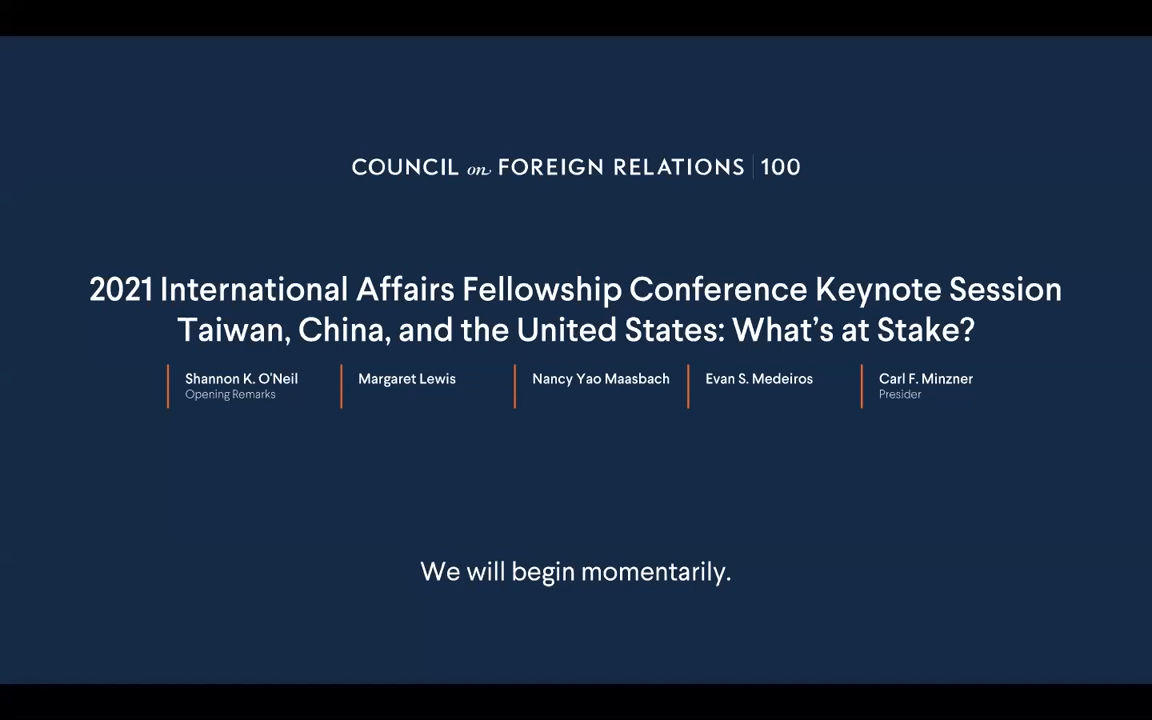 COUNCIL on FOREIGN RELATIONS | 100
2021 International Affairs Fellowship Conference Keynote Session
Taiwan, China, and the United States: What's at Stake?
Shannon K. O'Neil
Opening Remarks
Margaret Lewis
Nancy Yao Maasbach
Evan S. Medeiros
Carl F. Minzner
Presider
We will begin momentarily.